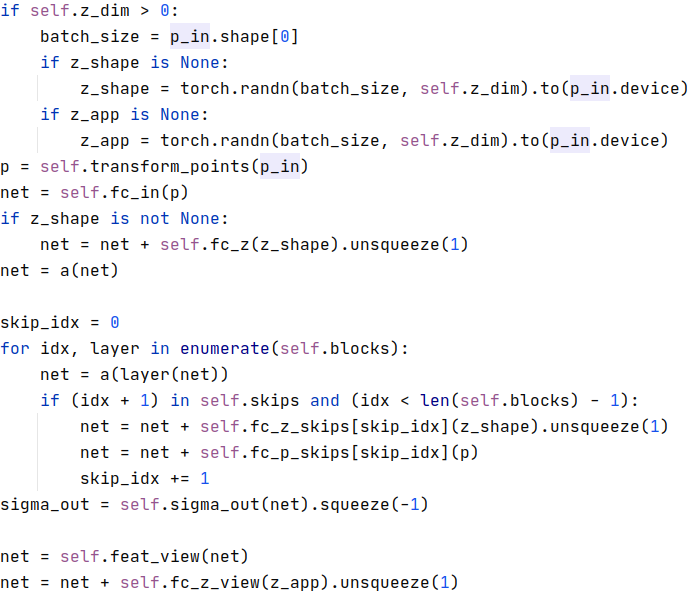 if self.z_dim > 0:
    batch_size = p_in.shape[0]
    if z_shape is None:
        z_shape = torch.randn(batch_size, self.z_dim).to(p_in.device)
    if z_app is None:
        z_app = torch.randn(batch_size, self.z_dim).to(p_in.device)
p = self.transform_points(p_in)
net = self.fc_in(p)
if z_shape is not None:
    net = net + self.fc_z(z_shape).unsqueeze(1)
net = a(net)

skip_idx = 0
for idx, layer in enumerate(self.blocks):
    net = a(layer(net))
    if (idx + 1) in self.skips and (idx < len(self.blocks) - 1):
        net = net + self.fc_z_skips[skip_idx](z_shape).unsqueeze(1)
        net = net + self.fc_p_skips[skip_idx](p)
        skip_idx += 1
sigma_out = self.sigma_out(net).squeeze(-1)

net = self.feat_view(net)
net = net + self.fc_z_view(z_app).unsqueeze(1)